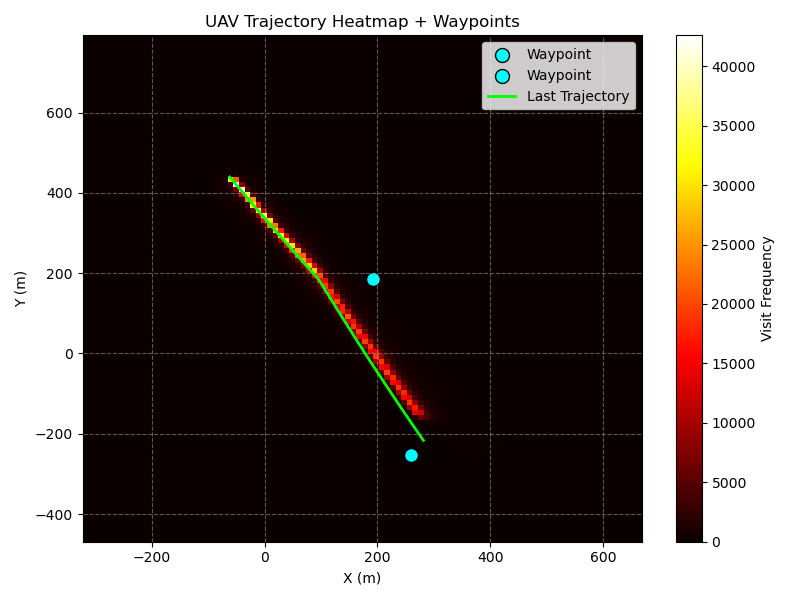 UAV Trajectory Heatmap + Waypoints
Waypoint
Waypoint
Last Trajectory
Y (m)
600
400
200
0
−200
−400
−200
0
200
400
600
X (m)
40000
35000
30000
25000
20000
15000
10000
5000
0
Visit Frequency